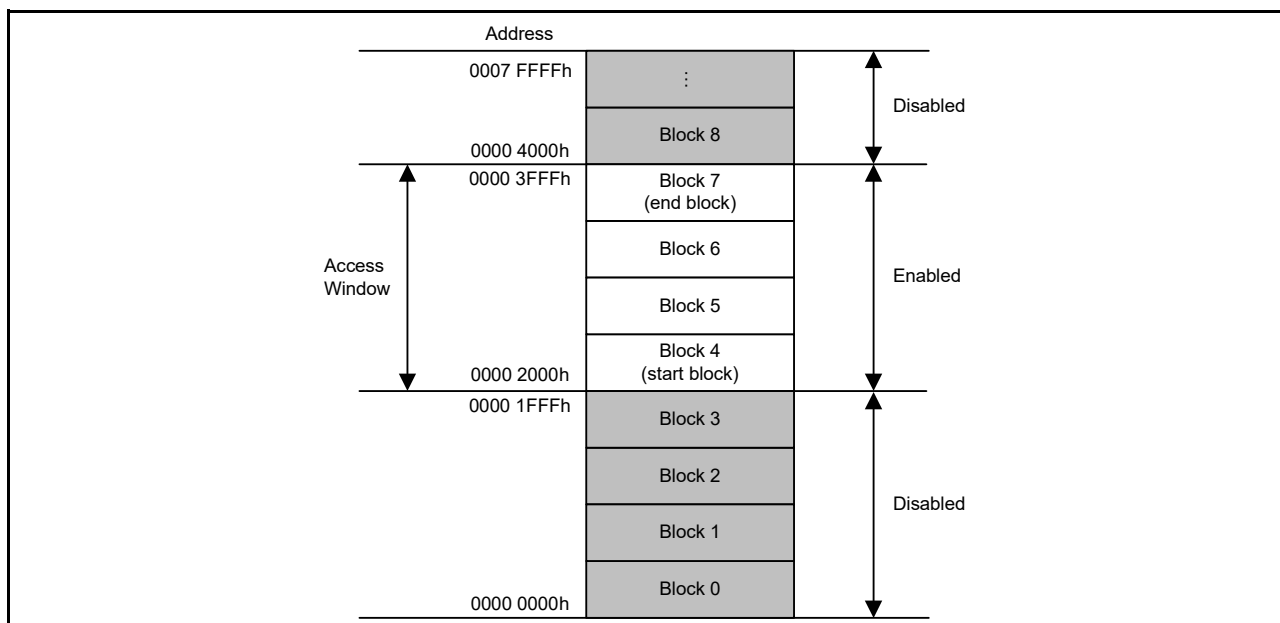 Address
0007 FFFFh
⋮
Disabled
Block 8
0000 4000h
0000 3FFFh
Block 7
(end block)
Block 6
Access
Window
Enabled
Block 5
Block 4
(start block)
0000 2000h
0000 1FFFh
Block 3
Block 2
Disabled
Block 1
Block 0
0000 0000h